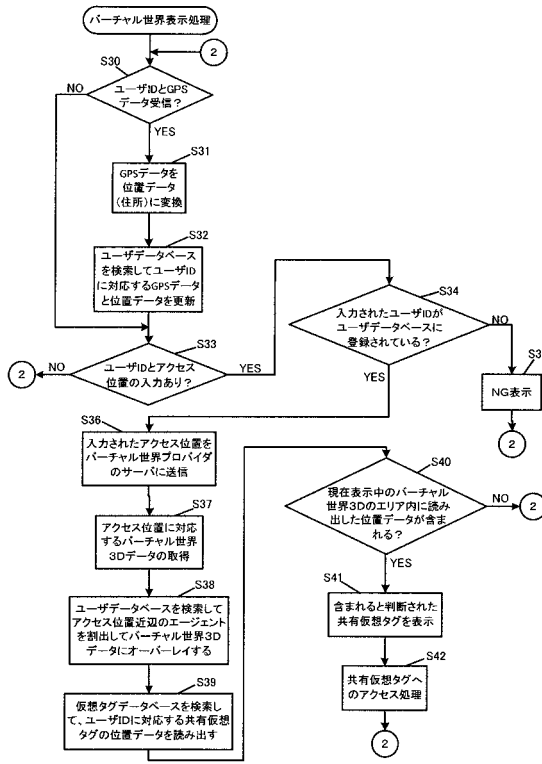 バーチャル世界表示処理
2
S30
ユーザIDとGPS
データ受信？
NO
YES
S31
GPSデータを
位置データ
(住所)に変換
S32
ユーザデータベース
を検索してユーザID
に対応するGPSデータ
と位置データを更新
S33
ユーザIDとアクセス
位置の入力あり？
NO
2
YES
S34
入力されたユーザIDが
ユーザデータベースに
登録されている？
NO
YES
S3
NG表示
2
S36
入力されたアクセス位置を
バーチャル世界プロバイダ
のサーバに送信
S37
アクセス位置に対応
するバーチャル世界
3Dデータの取得
S38
ユーザデータベースを検索して
アクセス位置近辺のエージェント
を割出してバーチャル世界3D
データにオーバーレイする
S39
仮想タグデータベースを検索し
て、ユーザIDに対応する共有仮想
タグの位置データを読み出す
S40
現在表示中のバーチャル
世界3Dのエリア内に読み
出した位置データが含ま
れる？
NO
2
YES
S41
含まれると判断された
共有仮想タグを表示
S42
共有仮想タグへ
のアクセス処理
2